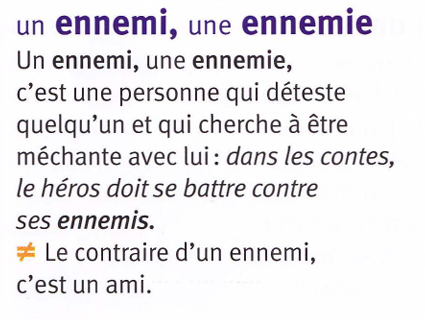 un ennemi, une ennemie
Un ennemi, une ennemie,
c'est une personne qui déteste
quelqu'un et qui cherche à être
méchante avec lui : dans les contes,
le héros doit se battre contre
ses ennemis.
≠ Le contraire d'un ennemi,
c'est un ami.